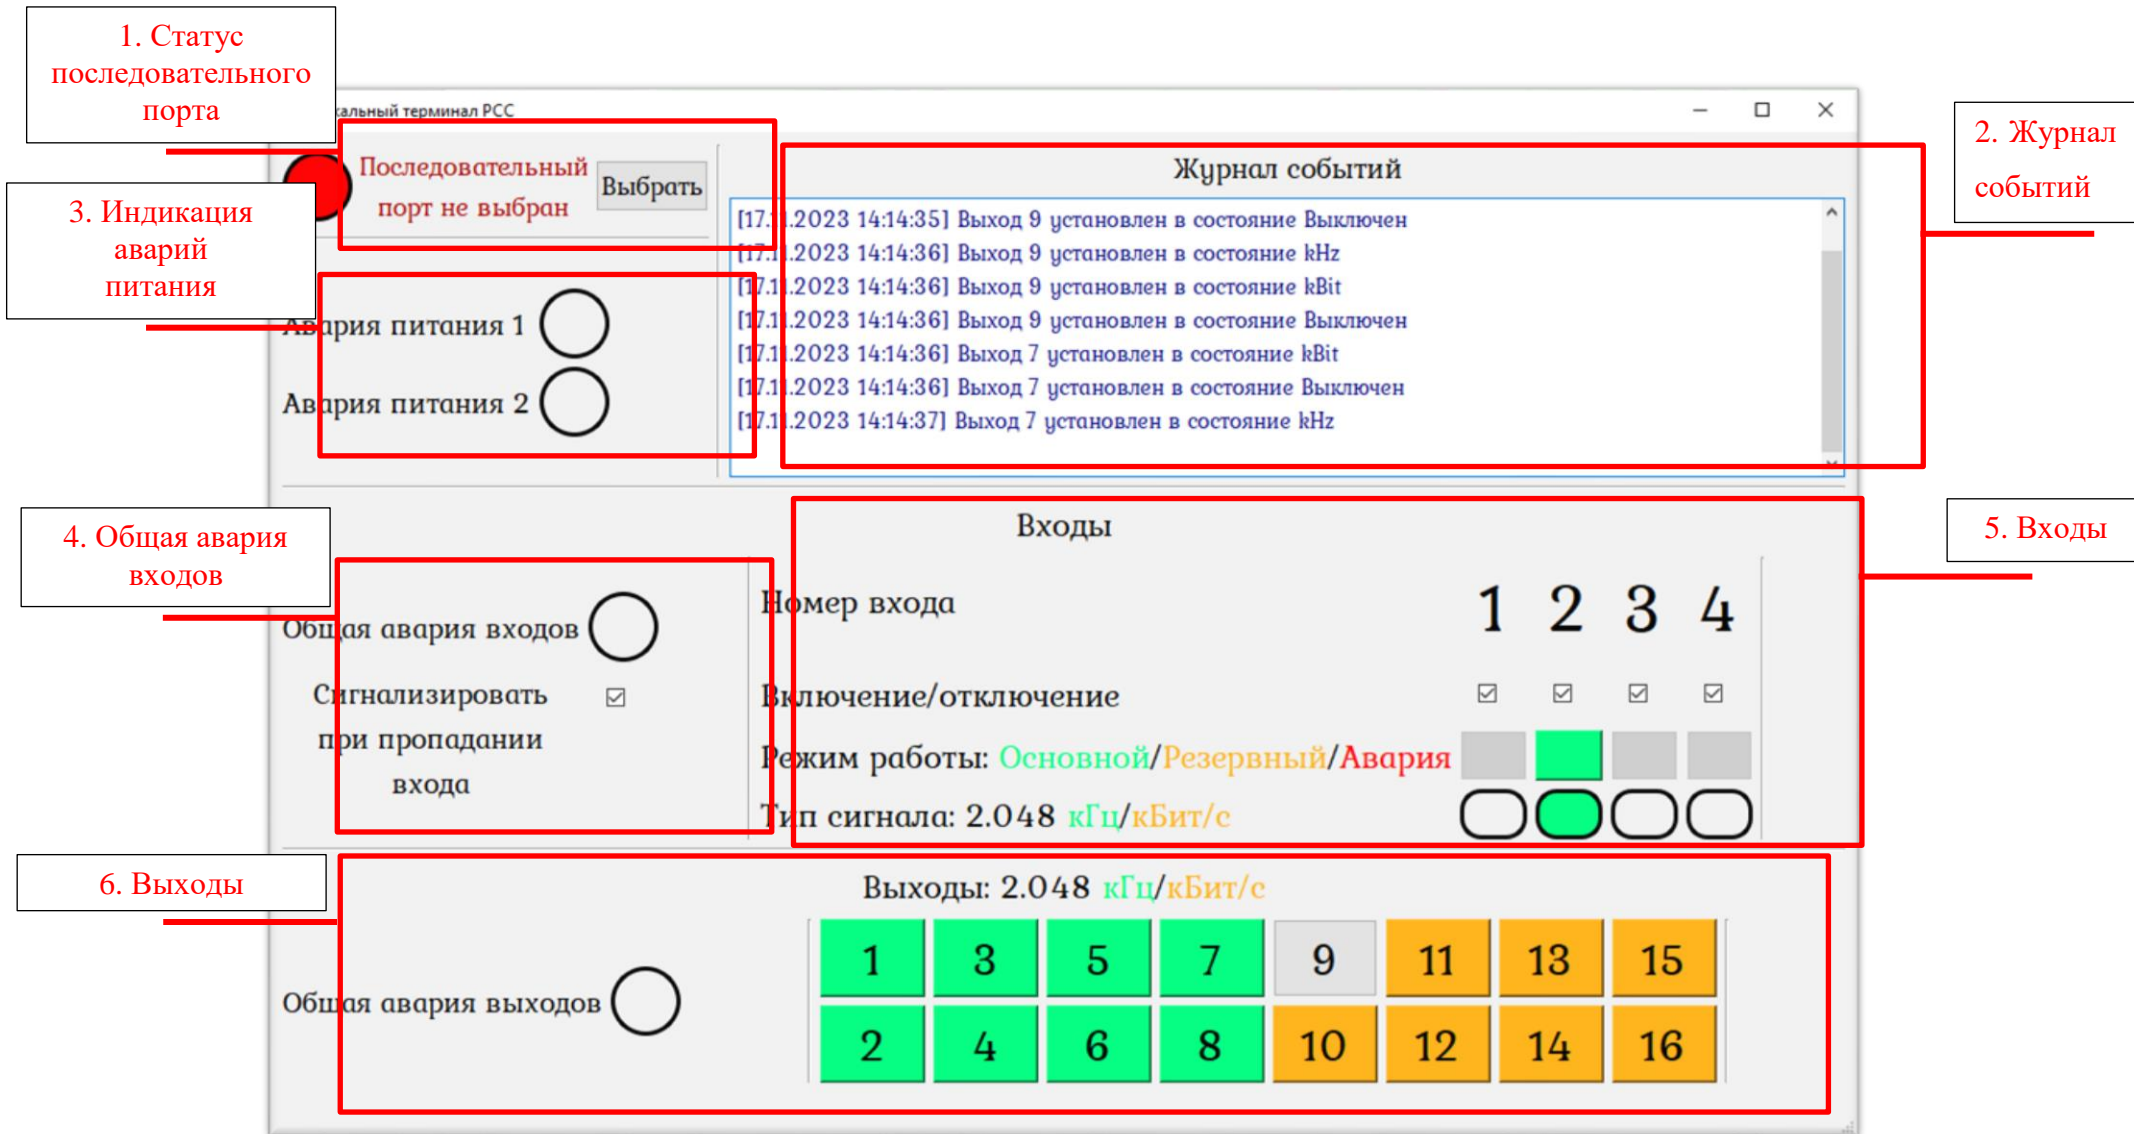 1. Статус
последовательного
порта
кальный терминал РСС
Последовательный
порт не выбран
Выбрать
Журнал событий
2. Журнал
событий
[17.11.2023 14:14:35] Выход 9 установлен в состояние Выключен
[17.11.2023 14:14:36] Выход 9 установлен в состояние kHz
[17.11.2023 14:14:36] Выход 9 установлен в состояние kBit
[17.11.2023 14:14:36] Выход 9 установлен в состояние Выключен
[17.11.2023 14:14:36] Выход 7 установлен в состояние kBit
[17.11.2023 14:14:36] Выход 7 установлен в состояние Выключен
[17.11.2023 14:14:37] Выход 7 установлен в состояние kHz
3. Индикация
аварий
питания
Авария питания 1
Авария питания 2
4. Общая авария
входов
Общая авария входов
Сигнализировать
при пропадании
входа
Входы
5. Входы
Номер входа 1 2 3 4
Включение/отключение
Режим работы: Основной/Резервный/Авария
Тип сигнала: 2.048 кГц/кБит/с
6. Выходы
Выходы: 2.048 кГц/кБит/с
Общая авария выходов
1 3 5 7 9 11 13 15
2 4 6 8 10 12 14 16